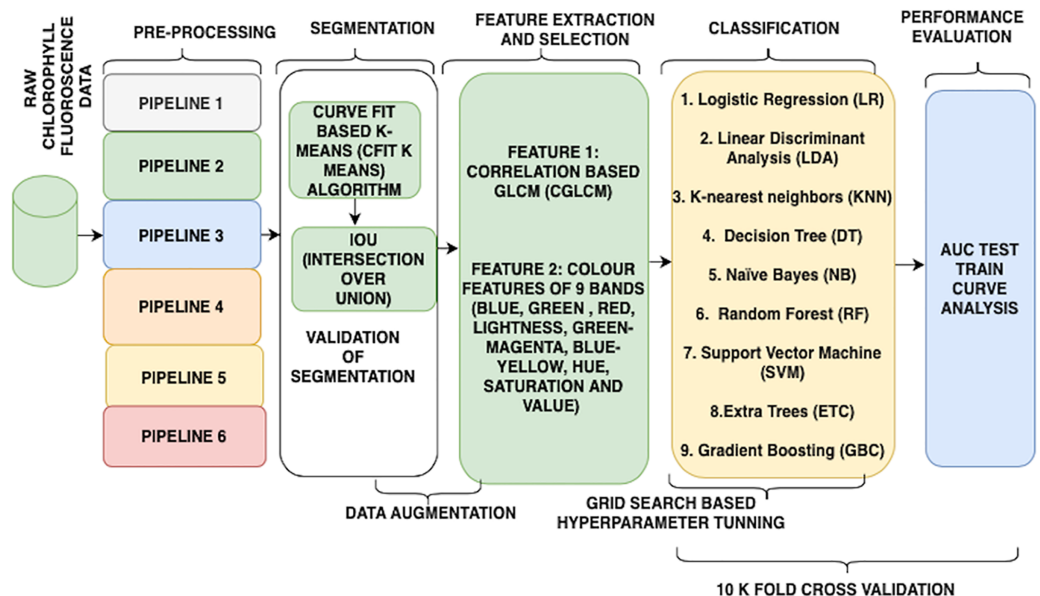 RAW
CHLOROPHYLL
FLUOROSCENCE
DATA
PRE-PROCESSING
PIPELINE 1
PIPELINE 2
PIPELINE 3
PIPELINE 4
PIPELINE 5
PIPELINE 6
SEGMENTATION
CURVE FIT
BASED K-
MEANS (CFIT K
MEANS)
ALGORITHM
IOU
(INTERSECTION
OVER
UNION)
VALIDATION
OF
SEGMENTATION
DATA AUGMENTATION
FEATURE EXTRACTION
AND SELECTION
FEATURE 1:
CORRELATION BASED
GLCM (CGLCM)
FEATURE 2: COLOUR
FEATURES OF 9 BANDS
(BLUE, GREEN , RED,
LIGHTNESS, GREEN-
MAGENTA, BLUE-
YELLOW, HUE,
SATURATION AND
VALUE)
CLASSIFICATION
1. Logistic Regression (LR)
2. Linear Discriminant
Analysis (LDA)
3. K-nearest neighbors (KNN)
4. Decision Tree (DT)
5. Naïve Bayes (NB)
6. Random Forest (RF)
7. Support Vector Machine
(SVM)
8.Extra Trees (ETC)
9. Gradient Boosting (GBC)
GRID SEARCH BASED
HYPERPARAMETER TUNNING
PERFORMANCE
EVALUATION
AUC TEST
TRAIN
CURVE
ANALYSIS
10 K FOLD CROSS VALIDATION